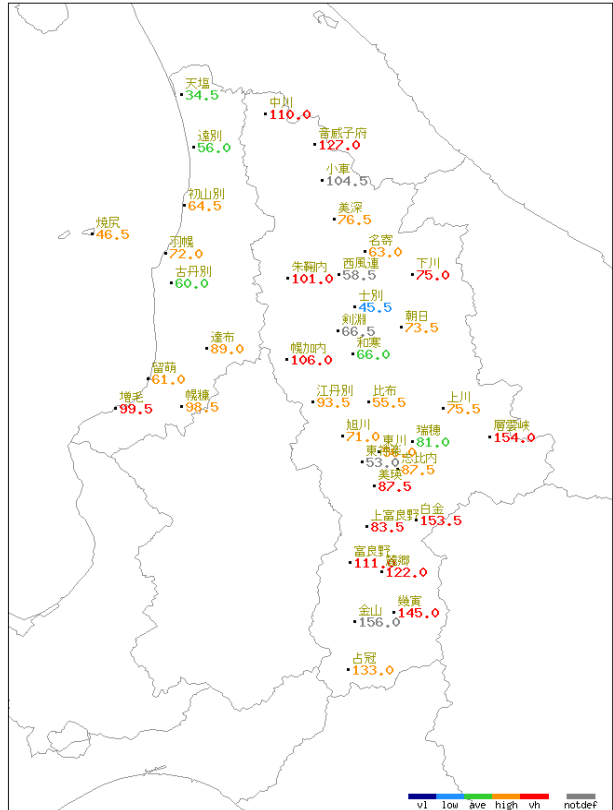 天塩
34.5
中川
110.0
音威子府
127.0
遠別
56.0
小車
104.5
初山別
64.5
美深
76.5
焼尻
46.5
羽幌
72.0
名寄
63.0
古丹別
60.0
朱鞠内
101.0
西風連
58.5
下川
75.0
士別
45.5
剣淵
66.5
朝日
73.5
達布
89.0
幌加内
106.0
和寒
66.0
留萌
61.0
増毛
99.5
幌糠
98.5
江丹別
93.5
比布
55.5
上川
75.5
旭川
71.0
東川
瑞穂
81.0
層雲峡
154.0
東神楽
53.0
志比内
87.5
美瑛
87.5
上富良野
83.5
白金
153.5
富良野
111.0
麓郷
122.0
幾寅
145.0
金山
156.0
占冠
133.0
vl low ave high vh notdef